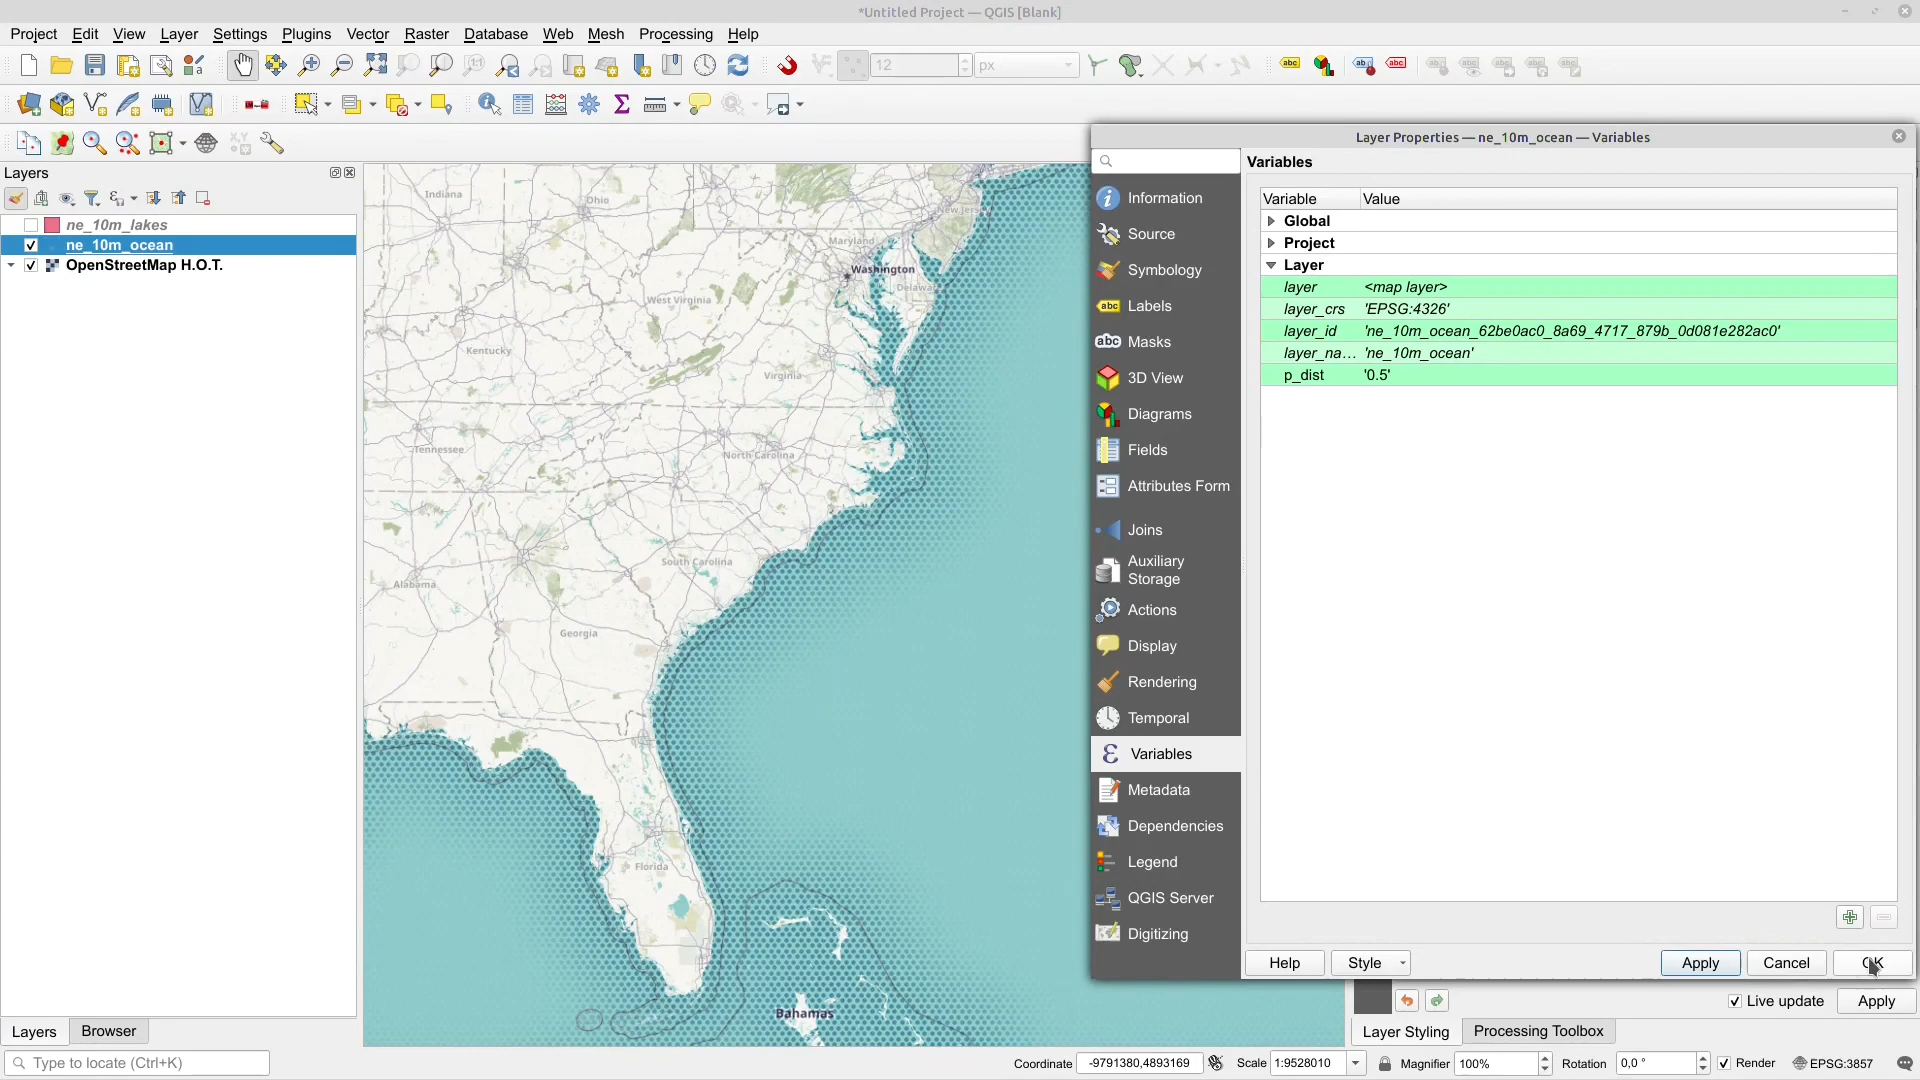 *Untitled Project — QGIS [Blank]
Project Edit View Layer Settings Plugins Vector Raster Database Web Mesh Processing Help
12 px
Layers
ne_10m_lakes
ne_10m_ocean
OpenStreetMap H.O.T.
Indiana
Ohio
New Jersey
Maryland
Washington
Delaware
West Virginia
Kentucky
Virginia
Tennessee
North Carolina
South Carolina
Alabama
Georgia
Florida
Bahamas
Layer Properties — ne_10m_ocean — Variables
Information
Source
Symbology
Labels
Masks
3D View
Diagrams
Fields
Attributes Form
Joins
Auxiliary
Storage
Actions
Display
Rendering
Temporal
Variables
Metadata
Dependencies
Legend
QGIS Server
Digitizing
Variables
Variable Value
Global
Project
Layer
layer <map layer>
layer_crs 'EPSG:4326'
layer_id 'ne_10m_ocean_62be0ac0_8a69_4717_879b_0d081e282ac0'
layer_na... 'ne_10m_ocean'
p_dist '0.5'
Help Style Apply Cancel OK
Live update Apply
Layer Styling Processing Toolbox
Layers Browser
Type to locate (Ctrl+K)
Coordinate -9791380,4893169 Scale 1:9528010 Magnifier 100% Rotation 0,0 ° Render EPSG:3857